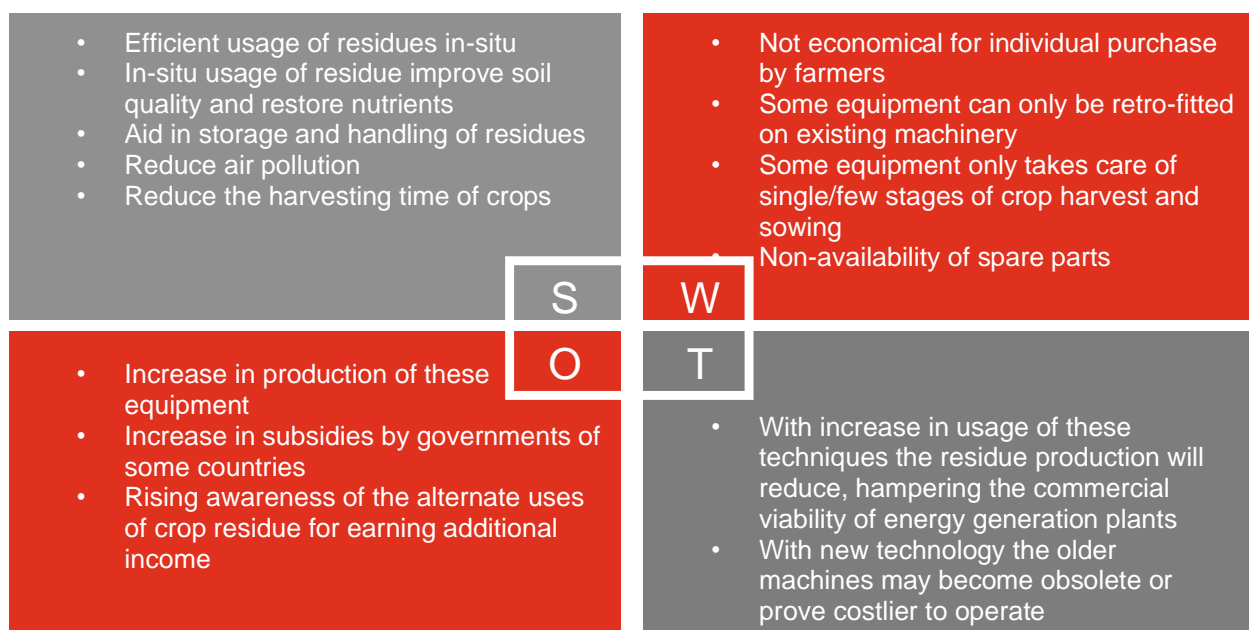 • Efficient usage of residues in-situ
• In-situ usage of residue improve soil
quality and restore nutrients
• Aid in storage and handling of residues
• Reduce air pollution
• Reduce the harvesting time of crops
S
• Not economical for individual purchase
by farmers
• Some equipment can only be retro-fitted
on existing machinery
• Some equipment only takes care of
single/few stages of crop harvest and
sowing
• Non-availability of spare parts
W
O
• Increase in production of these
equipment
• Increase in subsidies by governments of
some countries
• Rising awareness of the alternate uses
of crop residue for earning additional
income
T
• With increase in usage of these
techniques the residue production will
reduce, hampering the commercial
viability of energy generation plants
• With new technology the older
machines may become obsolete or
prove costlier to operate